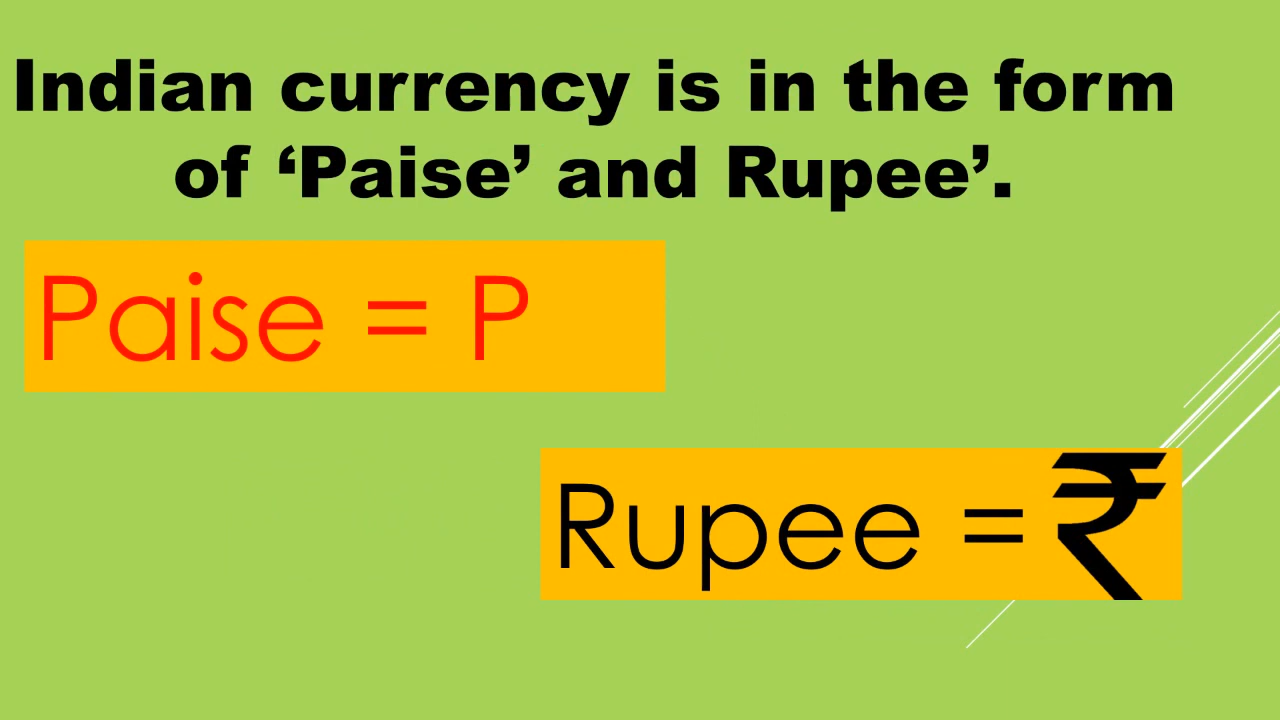 Indian currency is in the form
of ‘Paise’ and Rupee’.
Paise = P
Rupee = ₹